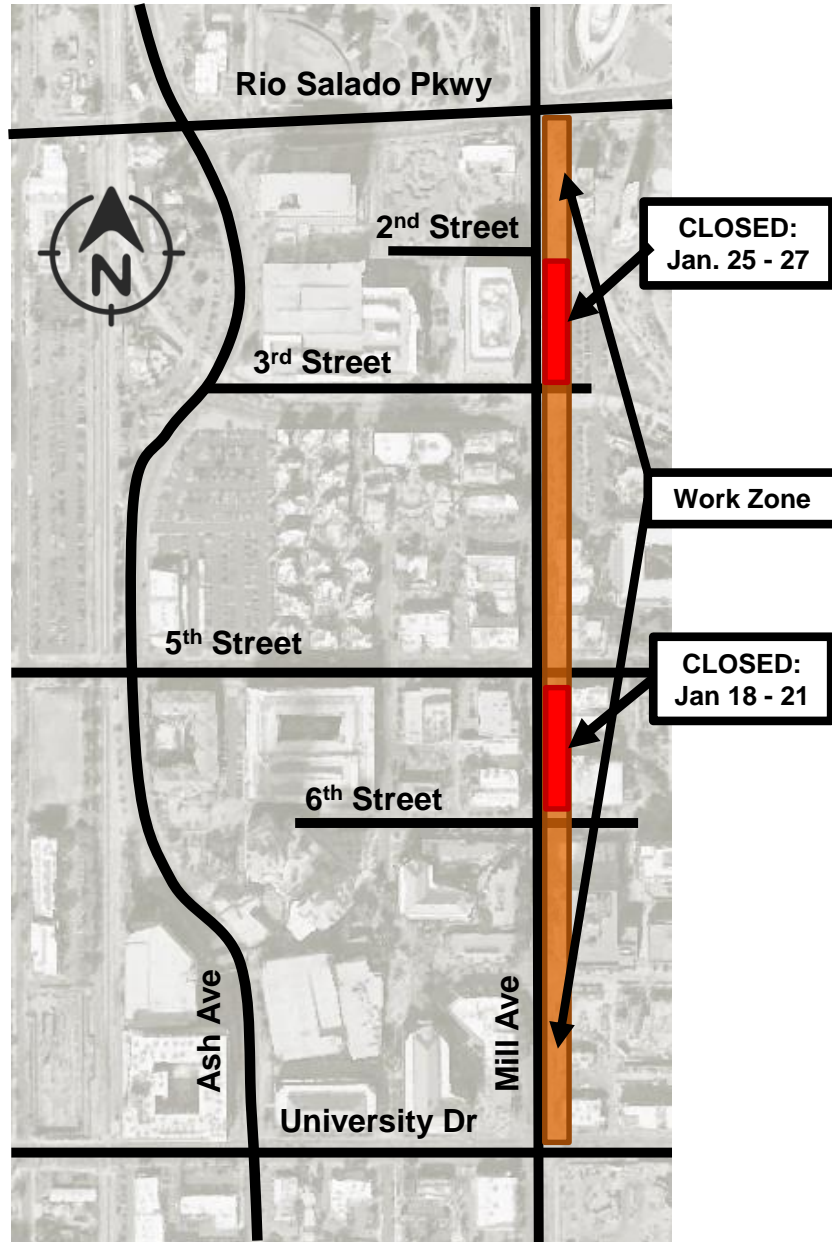 Rio Salado Pkwy
2nd Street
CLOSED:
Jan. 25 - 27
N
3rd Street
Work Zone
5th Street
CLOSED:
Jan 18 - 21
6th Street
Ash Ave
Mill Ave
University Dr